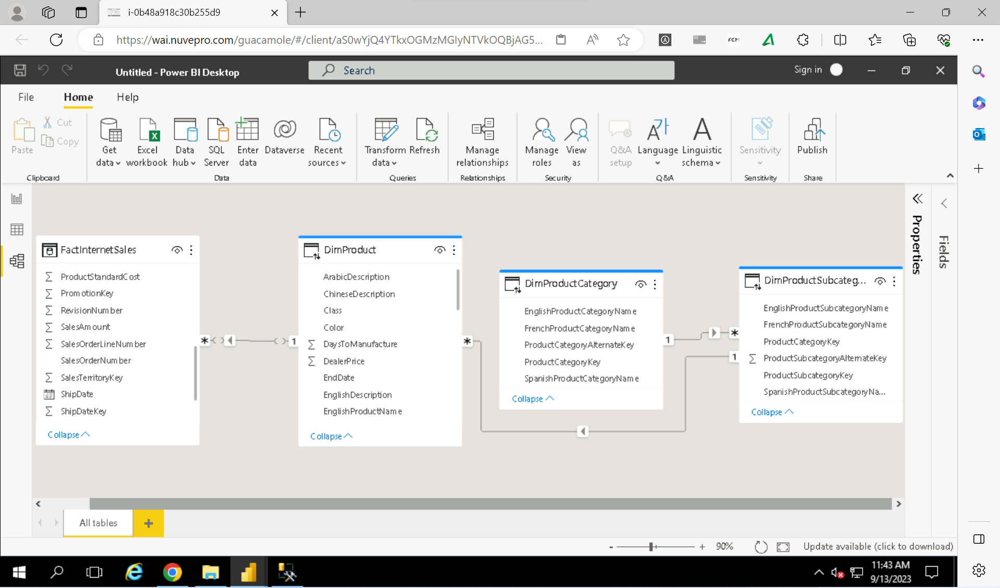 i-0b48a918c30b255d9
https://wai.nuvepro.com/guacamole/#/client/aS0wYjQ4YTkxOGMzMGIyNTVkOQBjAG5...
Untitled - Power BI Desktop
Search
Sign in
File
Home
Help
Paste
Cut
Copy
Clipboard
Get data
Excel workbook
Data hub
SQL Server
Enter data
Dataverse
Recent sources
Data
Transform data
Refresh
Queries
Manage relationships
Relationships
Manage roles
View as
Security
Q&A setup
Language
Linguistic schema
Q&A
Sensitivity
Sensitivity
Publish
Share
FactInternetSales
ProductStandardCost
PromotionKey
RevisionNumber
SalesAmount
SalesOrderLineNumber
SalesOrderNumber
SalesTerritoryKey
ShipDate
ShipDateKey
Collapse
* 1
DimProduct
ArabicDescription
ChineseDescription
Class
Color
DaysToManufacture
DealerPrice
EndDate
EnglishDescription
EnglishProductName
Collapse
*
DimProductCategory
EnglishProductCategoryName
FrenchProductCategoryName
ProductCategoryAlternateKey
ProductCategoryKey
SpanishProductCategoryName
Collapse
1 *
1
DimProductSubcateg...
EnglishProductSubcategoryName
FrenchProductSubcategoryName
ProductCategoryKey
ProductSubcategoryAlternateKey
ProductSubcategoryKey
SpanishProductSubcategoryNa...
Collapse
Properties
Fields
All tables
- + 90%
Update available (click to download)
11:43 AM
9/13/2023